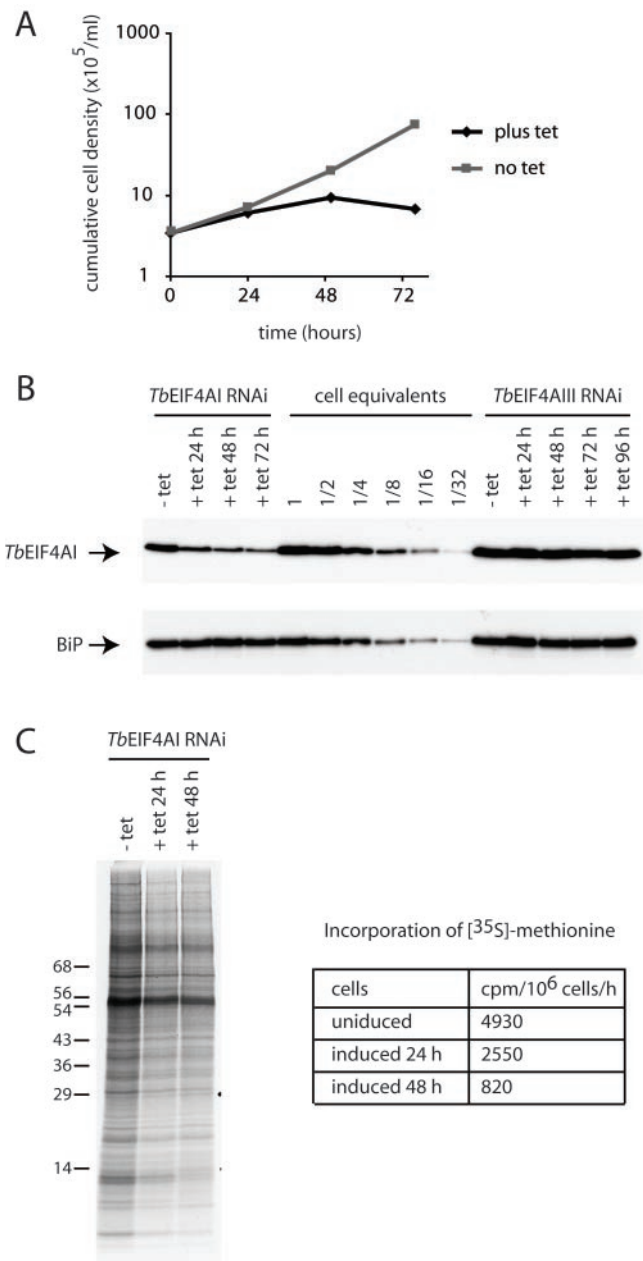 A
cumulative cell density (x10⁵/ml)
1000
100
10
1
0
24
48
72
time (hours)
plus tet
no tet
B
TbEIF4AI RNAi
cell equivalents
TbEIF4AIII RNAi
- tet
+ tet 24 h
+ tet 48 h
+ tet 72 h
1
1/2
1/4
1/8
1/16
1/32
- tet
+ tet 24 h
+ tet 48 h
+ tet 72 h
+ tet 96 h
TbEIF4AI
BiP
C
TbEIF4AI RNAi
- tet
+ tet 24 h
+ tet 48 h
68
56
54
43
36
29
14
Incorporation of [³⁵S]-methionine
cells cpm/10⁶ cells/h
uniduced 4930
induced 24 h 2550
induced 48 h 820